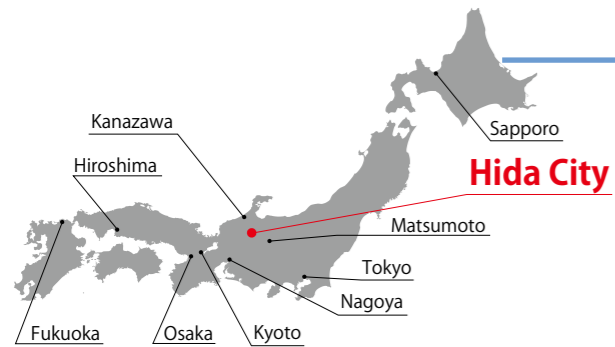 Kanazawa
Sapporo
Hiroshima
Hida City
Matsumoto
Tokyo
Nagoya
Fukuoka
Osaka
Kyoto